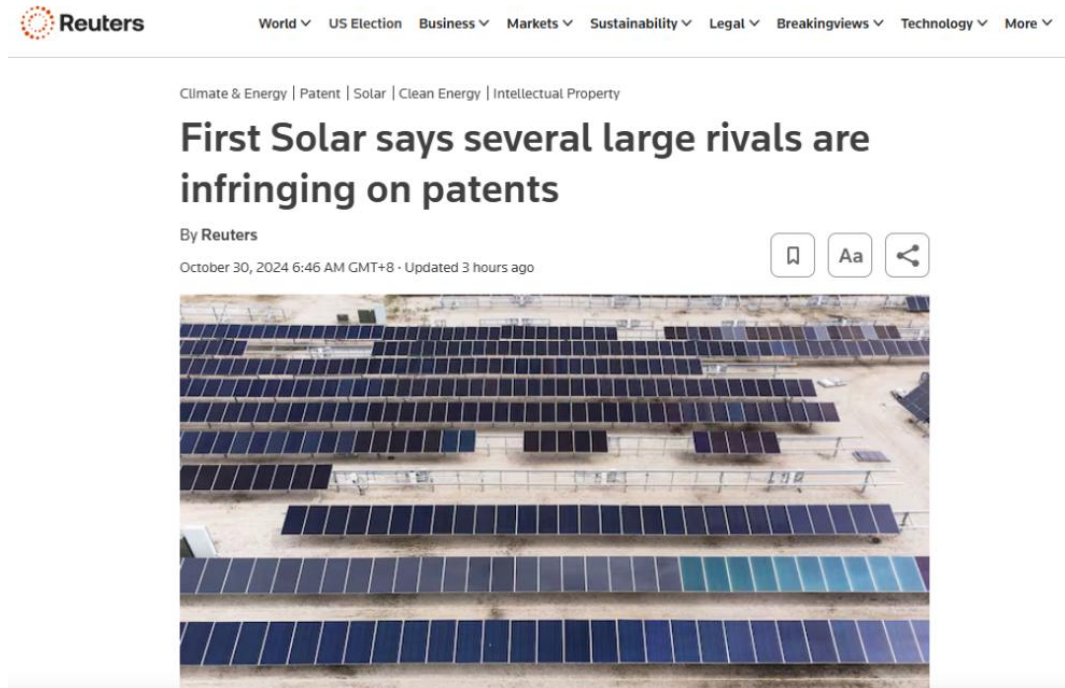 Reuters
World US Election Business Markets Sustainability Legal Breakingviews Technology More
Climate & Energy | Patent | Solar | Clean Energy | Intellectual Property
First Solar says several large rivals are
infringing on patents
By Reuters
Aa
October 30, 2024 6:46 AM GMT+8 · Updated 3 hours ago